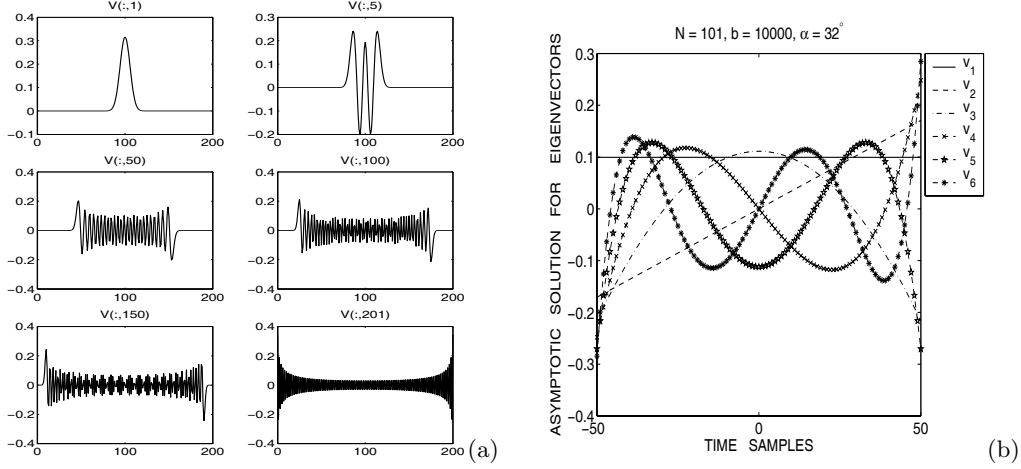 V(:,1)
0.4
0.3
0.2
0.1
0
−0.1
0 100 200
V(:,5)
0.3
0.2
0.1
0
−0.1
−0.2
0 100 200
V(:,50)
0.4
0.2
0
−0.2
−0.4
0 100 200
V(:,100)
0.4
0.2
0
−0.2
−0.4
0 100 200
V(:,150)
0.4
0.2
0
−0.2
−0.4
0 100 200
V(:,201)
0.4
0.2
0
−0.2
−0.4
0 100 200
(a)
N = 101, b = 10000, α = 32°
ASYMPTOTIC SOLUTION FOR EIGENVECTORS
0.3
0.2
0.1
0
−0.1
−0.2
−0.3
−0.4
−50 0 50
TIME SAMPLES
V1
V2
V3
V4
V5
V6
(b)